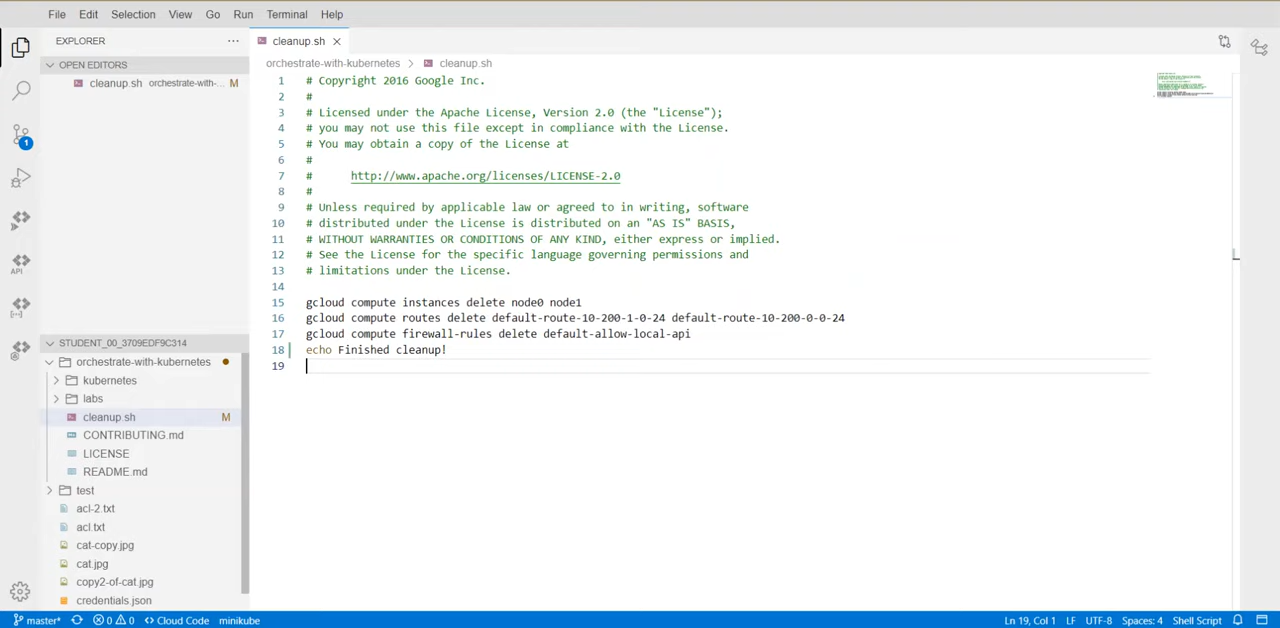 File Edit Selection View Go Run Terminal Help
EXPLORER ...
OPEN EDITORS
cleanup.sh orchestrate-with-... M
1
API
STUDENT_00_3709EDF9C314
orchestrate-with-kubernetes
kubernetes
labs
cleanup.sh M
CONTRIBUTING.md
LICENSE
README.md
test
acl-2.txt
acl.txt
cat-copy.jpg
cat.jpg
copy2-of-cat.jpg
credentials.json
cleanup.sh
orchestrate-with-kubernetes > cleanup.sh
1 # Copyright 2016 Google Inc.
2 #
3 # Licensed under the Apache License, Version 2.0 (the "License");
4 # you may not use this file except in compliance with the License.
5 # You may obtain a copy of the License at
6 #
7 # http://www.apache.org/licenses/LICENSE-2.0
8 #
9 # Unless required by applicable law or agreed to in writing, software
10 # distributed under the License is distributed on an "AS IS" BASIS,
11 # WITHOUT WARRANTIES OR CONDITIONS OF ANY KIND, either express or implied.
12 # See the License for the specific language governing permissions and
13 # limitations under the License.
14
15 gcloud compute instances delete node0 node1
16 gcloud compute routes delete default-route-10-200-1-0-24 default-route-10-200-0-0-24
17 gcloud compute firewall-rules delete default-allow-local-api
18 echo Finished cleanup!
19
master* 0 0 Cloud Code minikube Ln 19, Col 1 LF UTF-8 Spaces: 4 Shell Script